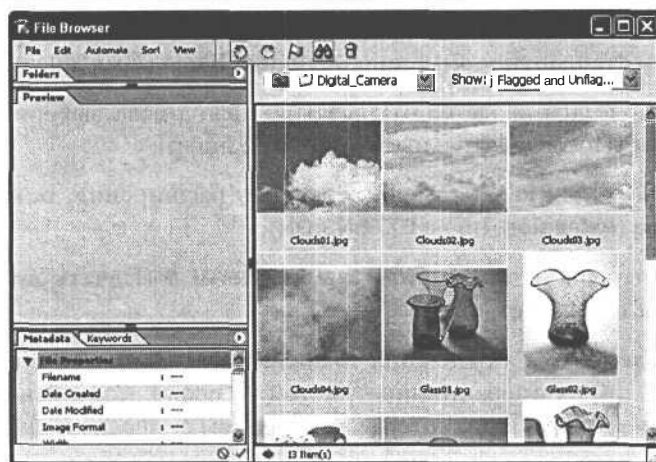 File Browser
File Edit Automate Sort View
Folders
Digital_Camera Show: Flagged and Unflag...
Preview
Clouds01.jpg Clouds02.jpg Clouds03.jpg
Metadata Keywords
File Properties
Filename : ---
Date Created : ---
Date Modified : ---
Image Format : ---
Width
Clouds04.jpg Glass01.jpg Glass02.jpg
13 Item(s)